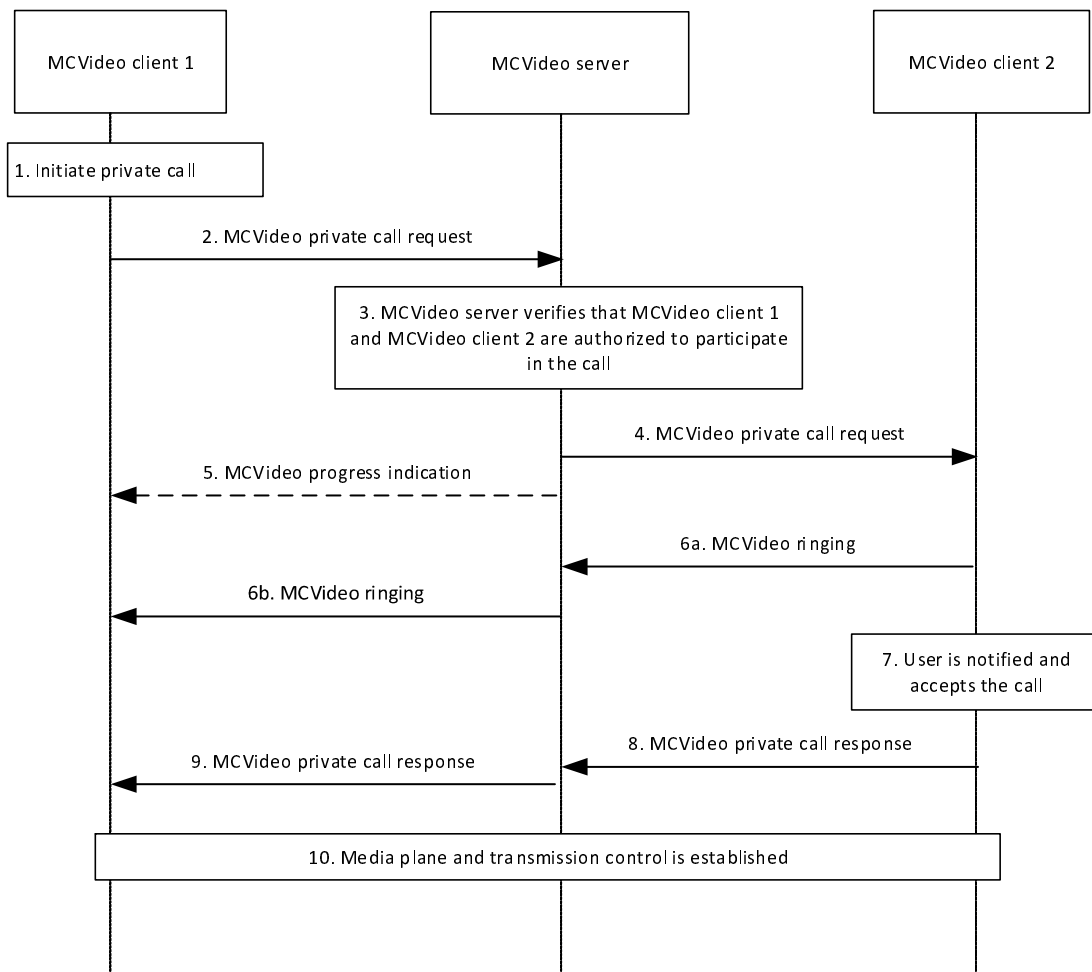 MCVideo client 1
MCVideo server
MCVideo client 2
1. Initiate private call
2. MCVideo private call request
3. MCVideo server verifies that MCVideo client 1
and MCVideo client 2 are authorized to participate
in the call
4. MCVideo private call request
5. MCVideo progress indication
6a. MCVideo ringing
6b. MCVideo ringing
7. User is notified and
accepts the call
8. MCVideo private call response
9. MCVideo private call response
10. Media plane and transmission control is established